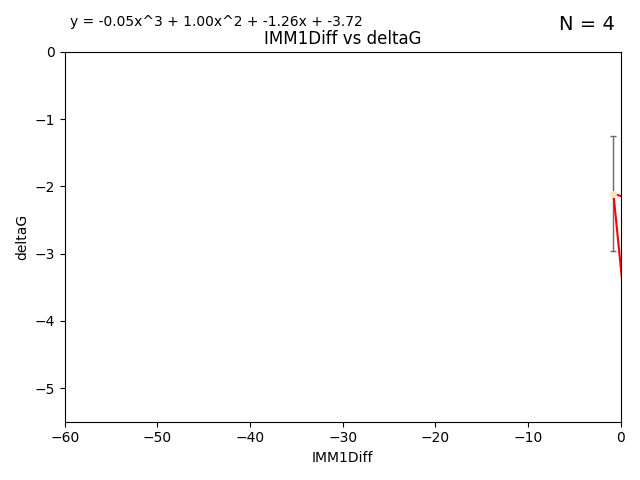 y = -0.05x^3 + 1.00x^2 + -1.26x + -3.72
N = 4
IMM1Diff vs deltaG
deltaG
0
−1
−2
−3
−4
−5
−60
−50
−40
−30
−20
−10
0
IMM1Diff